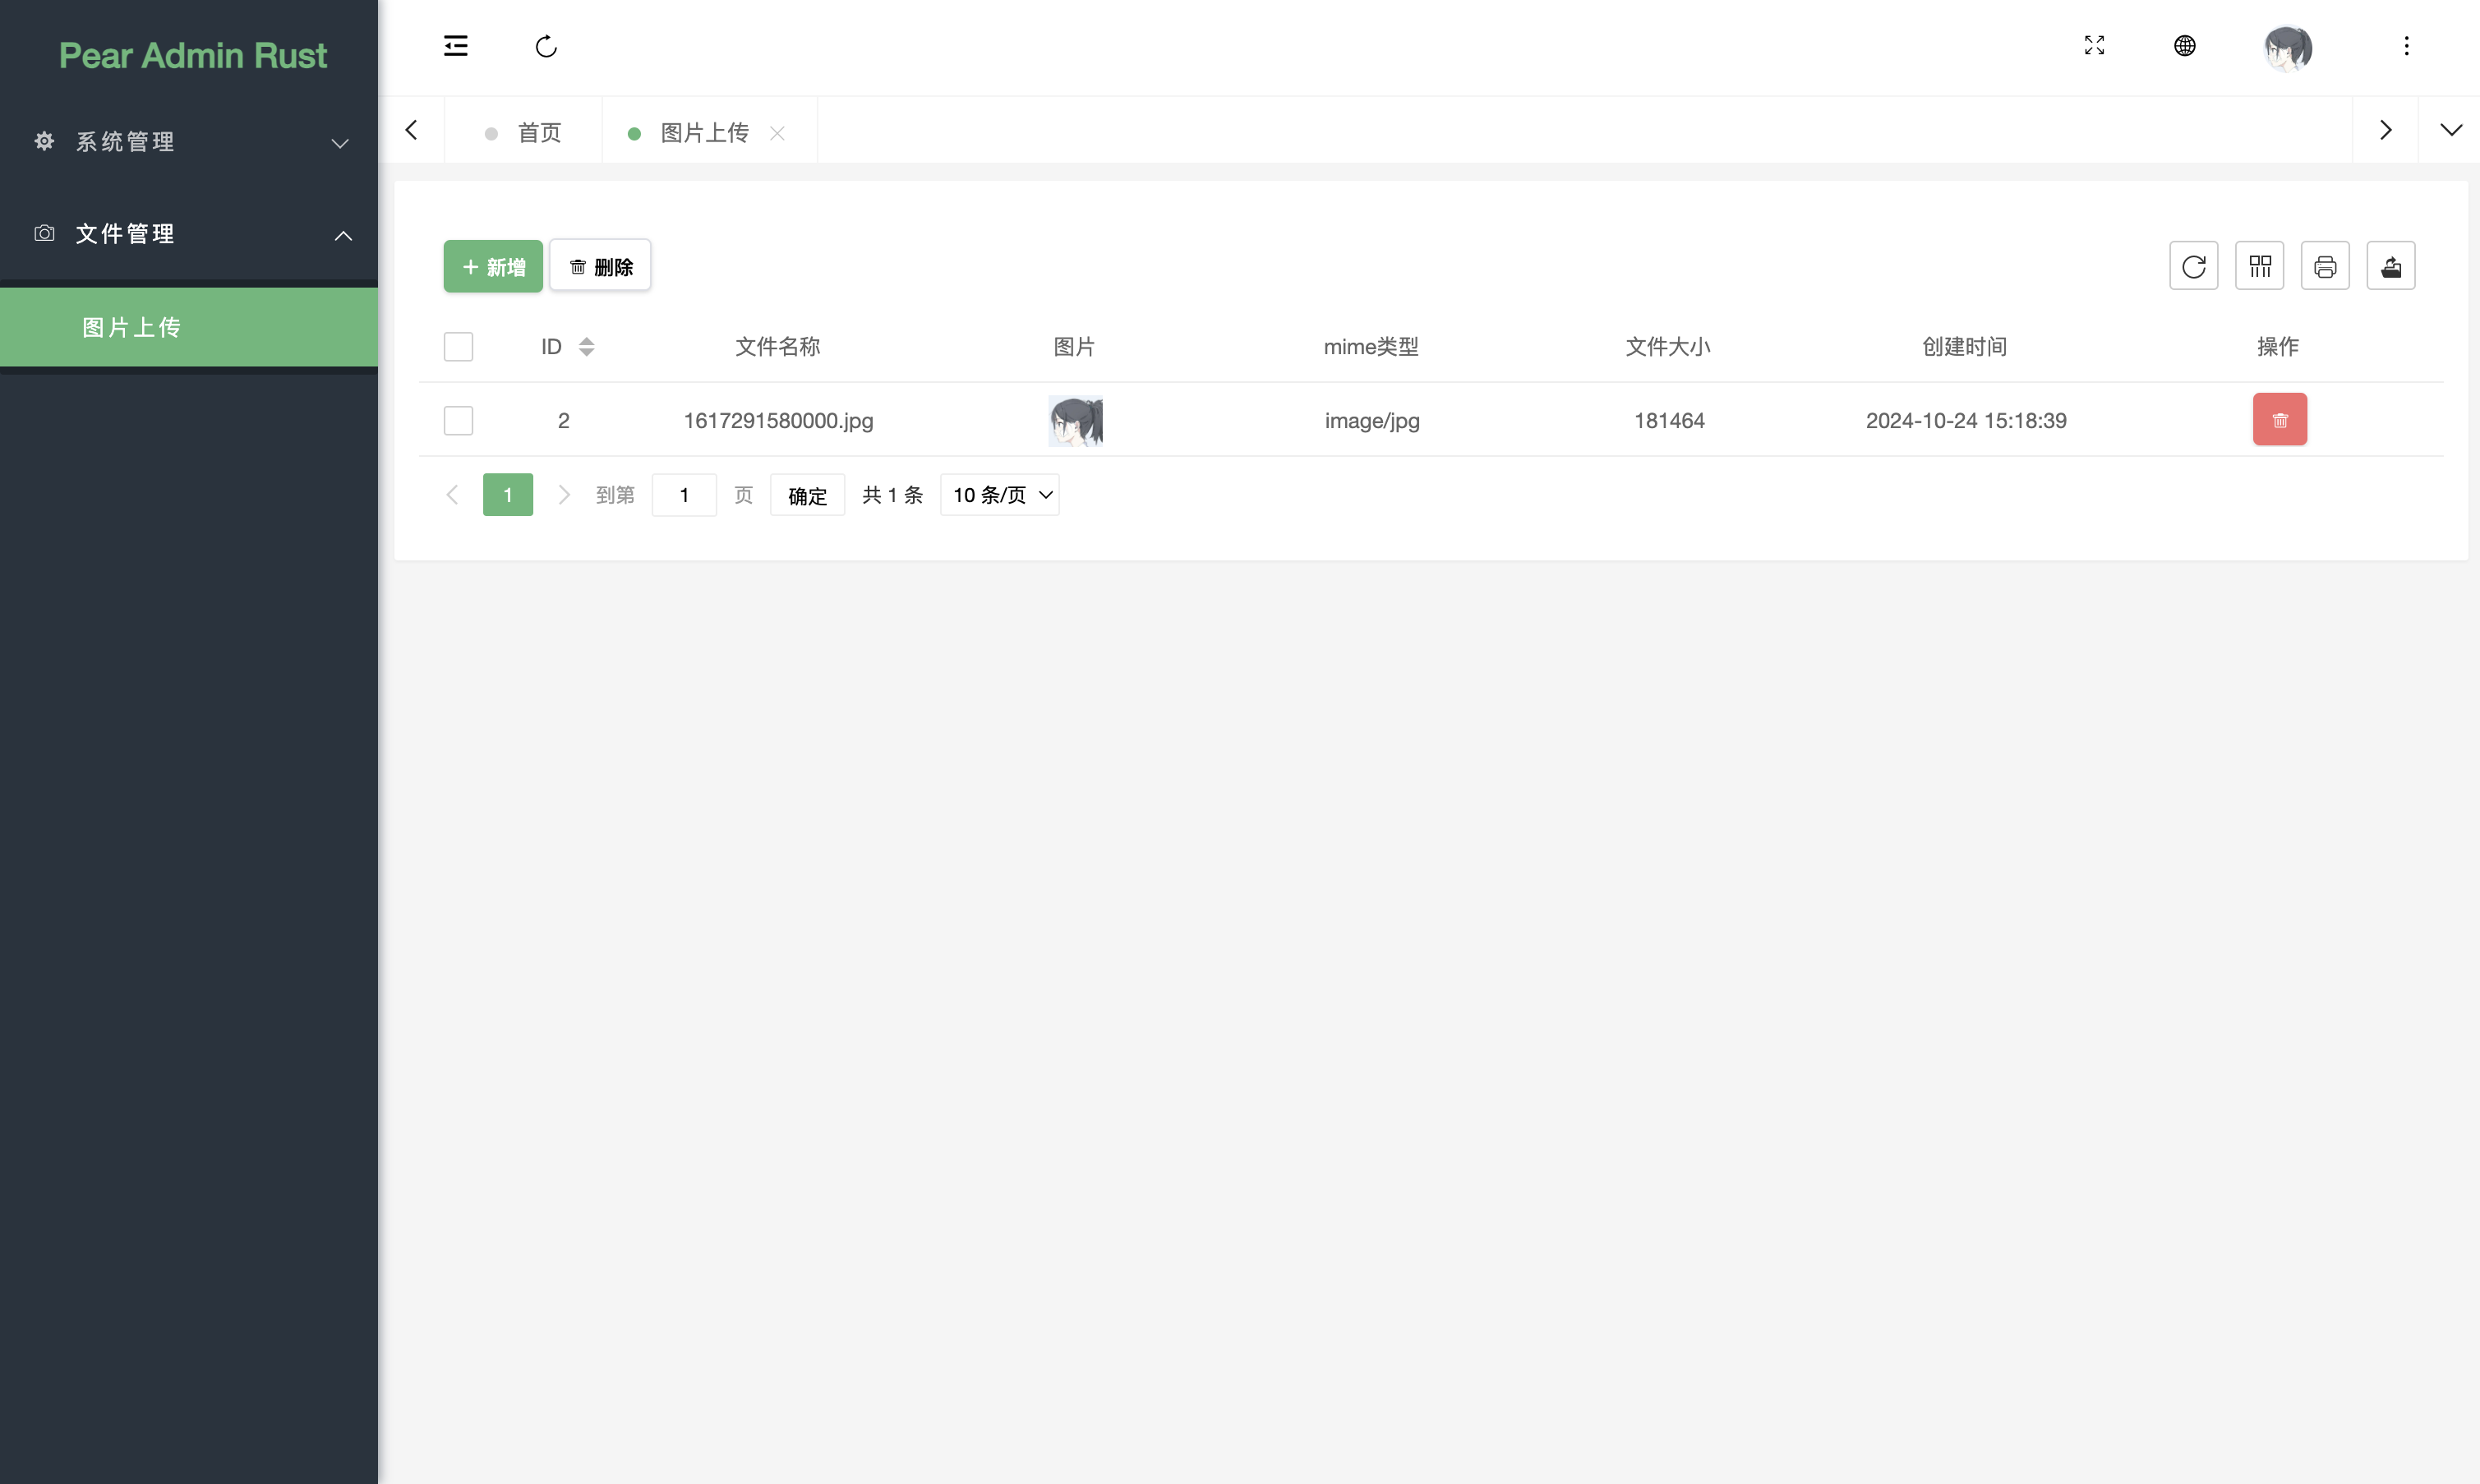 Pear Admin Rust
系统管理
文件管理
图片上传
首页 图片上传
新增 删除
ID 文件名称 图片 mime类型 文件大小 创建时间 操作
2 1617291580000.jpg image/jpg 181464 2024-10-24 15:18:39
1 到第 1 页 确定 共 1 条 10 条/页